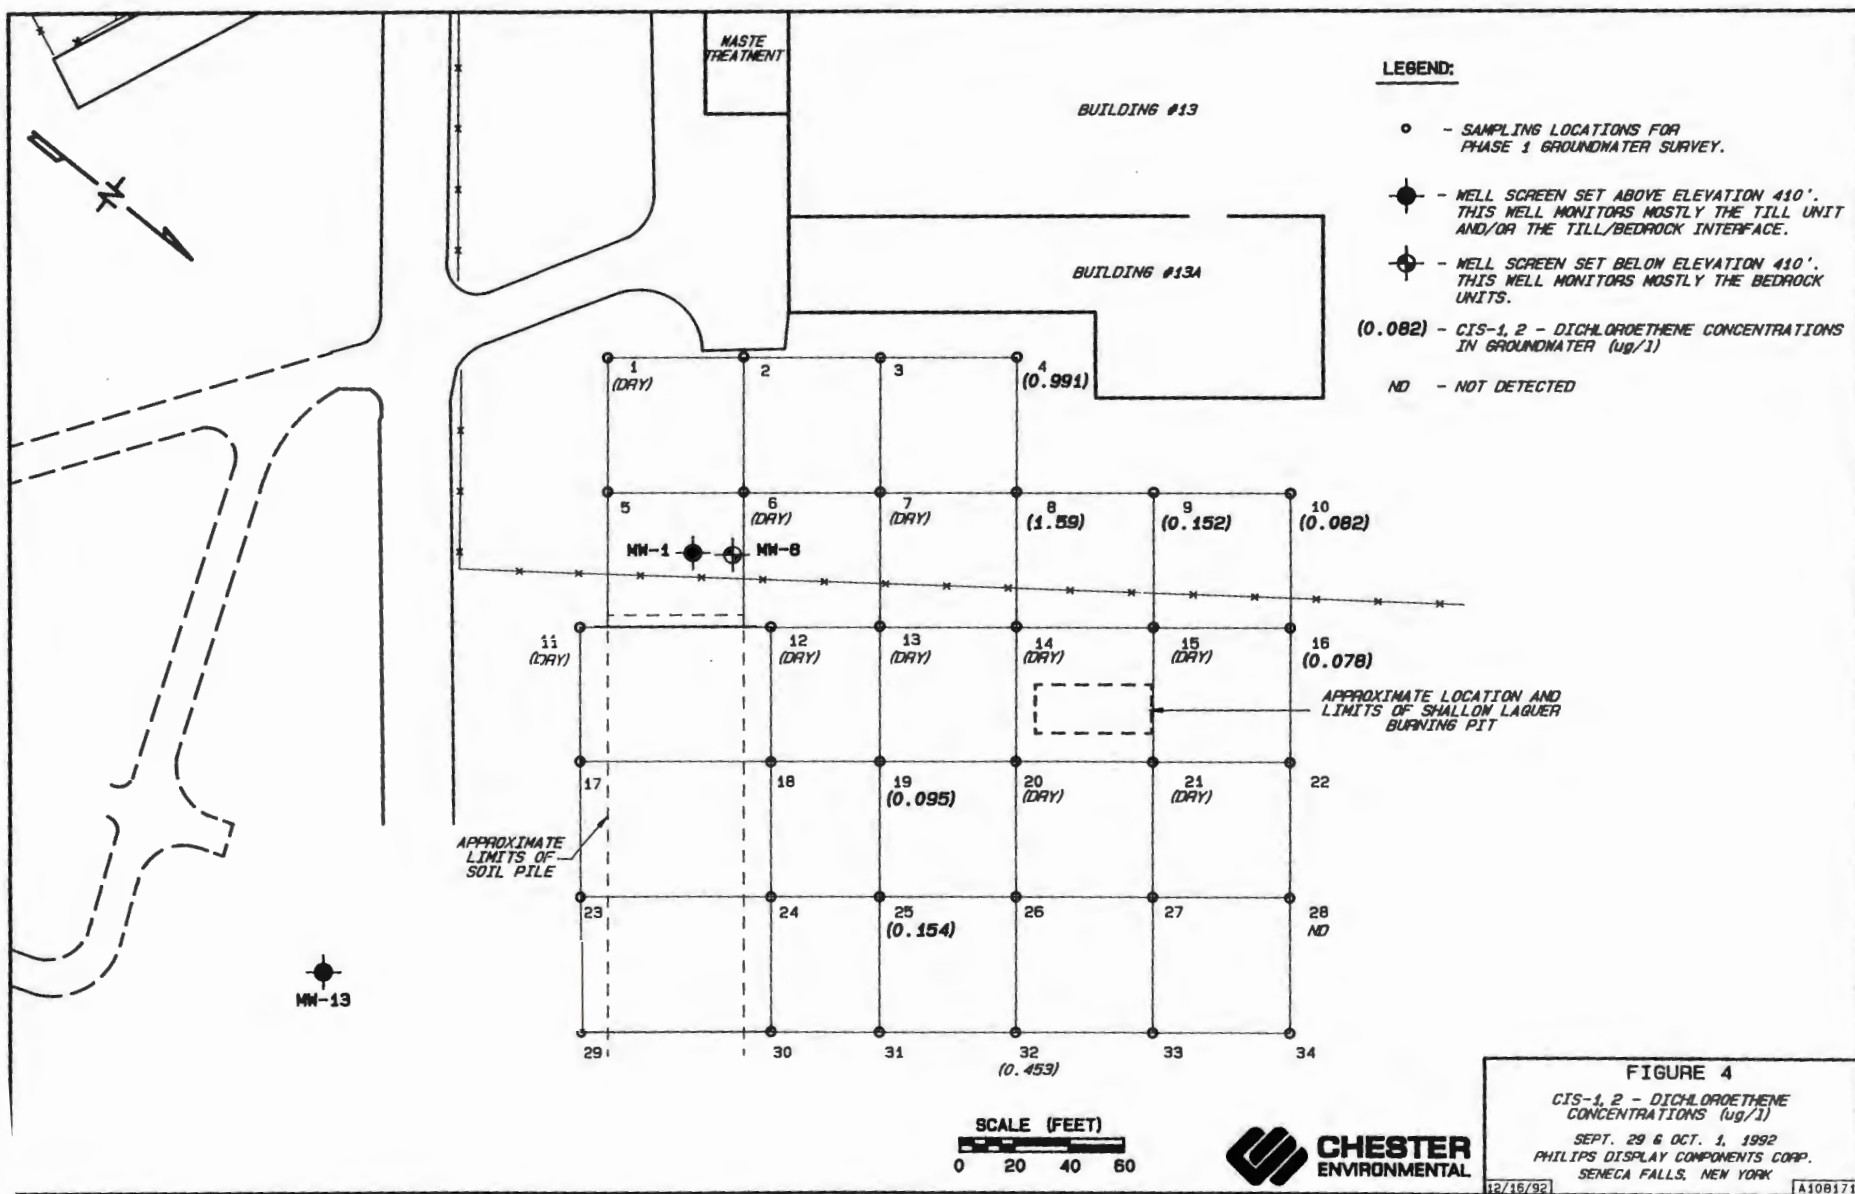 WASTE
TREATMENT
BUILDING #13
BUILDING #13A
N
LEGEND:
- SAMPLING LOCATIONS FOR
PHASE 1 GROUNDWATER SURVEY.
- WELL SCREEN SET ABOVE ELEVATION 410'.
THIS WELL MONITORS MOSTLY THE TILL UNIT
AND/OR THE TILL/BEDROCK INTERFACE.
- WELL SCREEN SET BELOW ELEVATION 410'.
THIS WELL MONITORS MOSTLY THE BEDROCK
UNITS.
(0.082) - CIS-1, 2 - DICHLOROETHENE CONCENTRATIONS
IN GROUNDWATER (ug/l)
ND - NOT DETECTED
1 2 3 4
(DRY) (0.991)
5 6 7 8 9 10
(DRY) (DRY) (1.59) (0.152) (0.082)
MW-1 MW-8
11 12 13 14 15 16
(DRY) (DRY) (DRY) (DRY) (DRY) (0.078)
APPROXIMATE LOCATION AND
LIMITS OF SHALLOW LAQUER
BURNING PIT
17 18 19 20 21 22
(0.095) (DRY) (DRY)
APPROXIMATE
LIMITS OF
SOIL PILE
23 24 25 26 27 28
(0.154) ND
MW-13
29 30 31 32 33 34
(0.453)
SCALE (FEET)
0 20 40 60
CHESTER
ENVIRONMENTAL
FIGURE 4
CIS-1, 2 - DICHLOROETHENE
CONCENTRATIONS (ug/l)
SEPT. 29 & OCT. 1, 1992
PHILIPS DISPLAY COMPONENTS CORP.
SENECA FALLS, NEW YORK
12/16/92 A108171